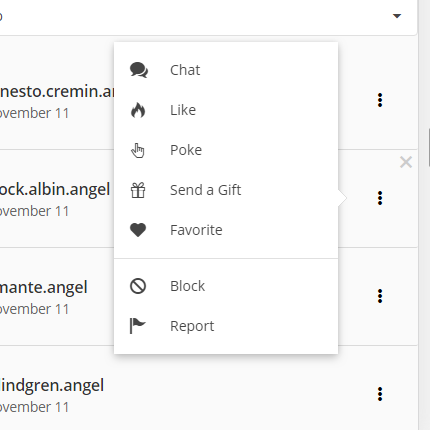 nesto.cremin.a
ovember 11
ock.albin.angel
ovember 11
mante.angel
ovember 11
indgren.angel
ovember 11
Chat
Like
Poke
Send a Gift
Favorite
Block
Report